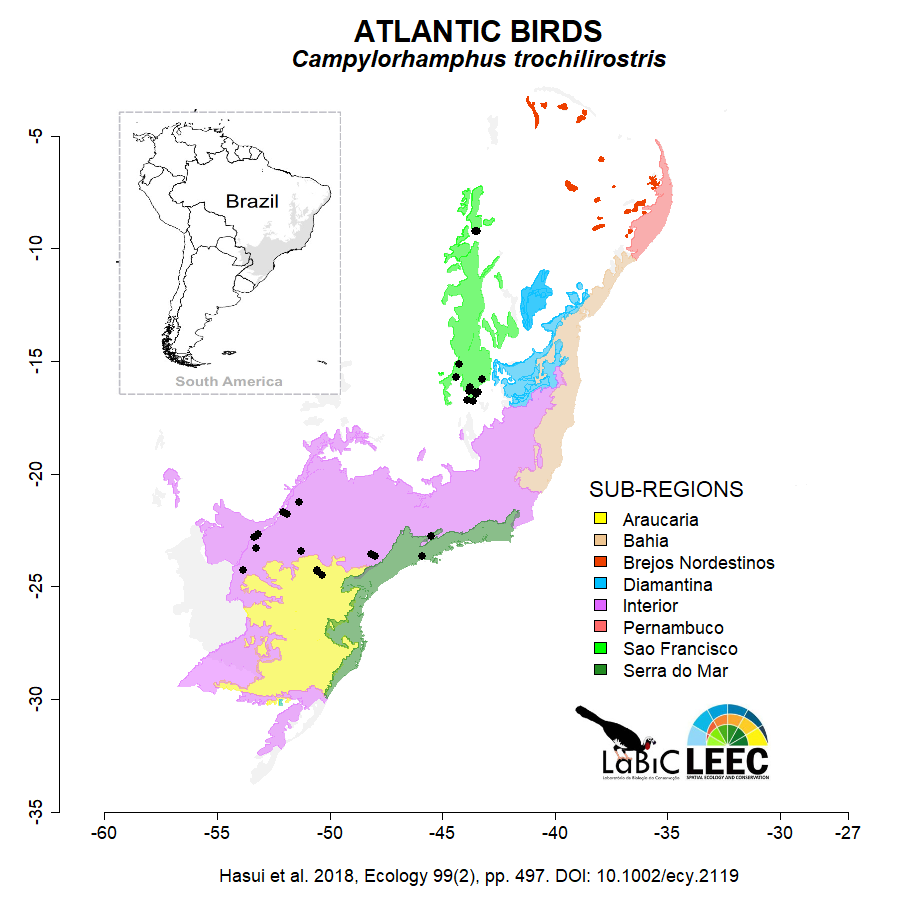 ATLANTIC BIRDS
Campylorhamphus trochilirostris
Brazil
South America
-5
-10
-15
-20
-25
-30
-35
SUB-REGIONS
Araucaria
Bahia
Brejos Nordestinos
Diamantina
Interior
Pernambuco
Sao Francisco
Serra do Mar
LaBiC
Laboratório de Biologia da Conservação
LEEC
SPATIAL ECOLOGY AND CONSERVATION
-60
-55
-50
-45
-40
-35
-30
-27
Hasui et al. 2018, Ecology 99(2), pp. 497. DOI: 10.1002/ecy.2119